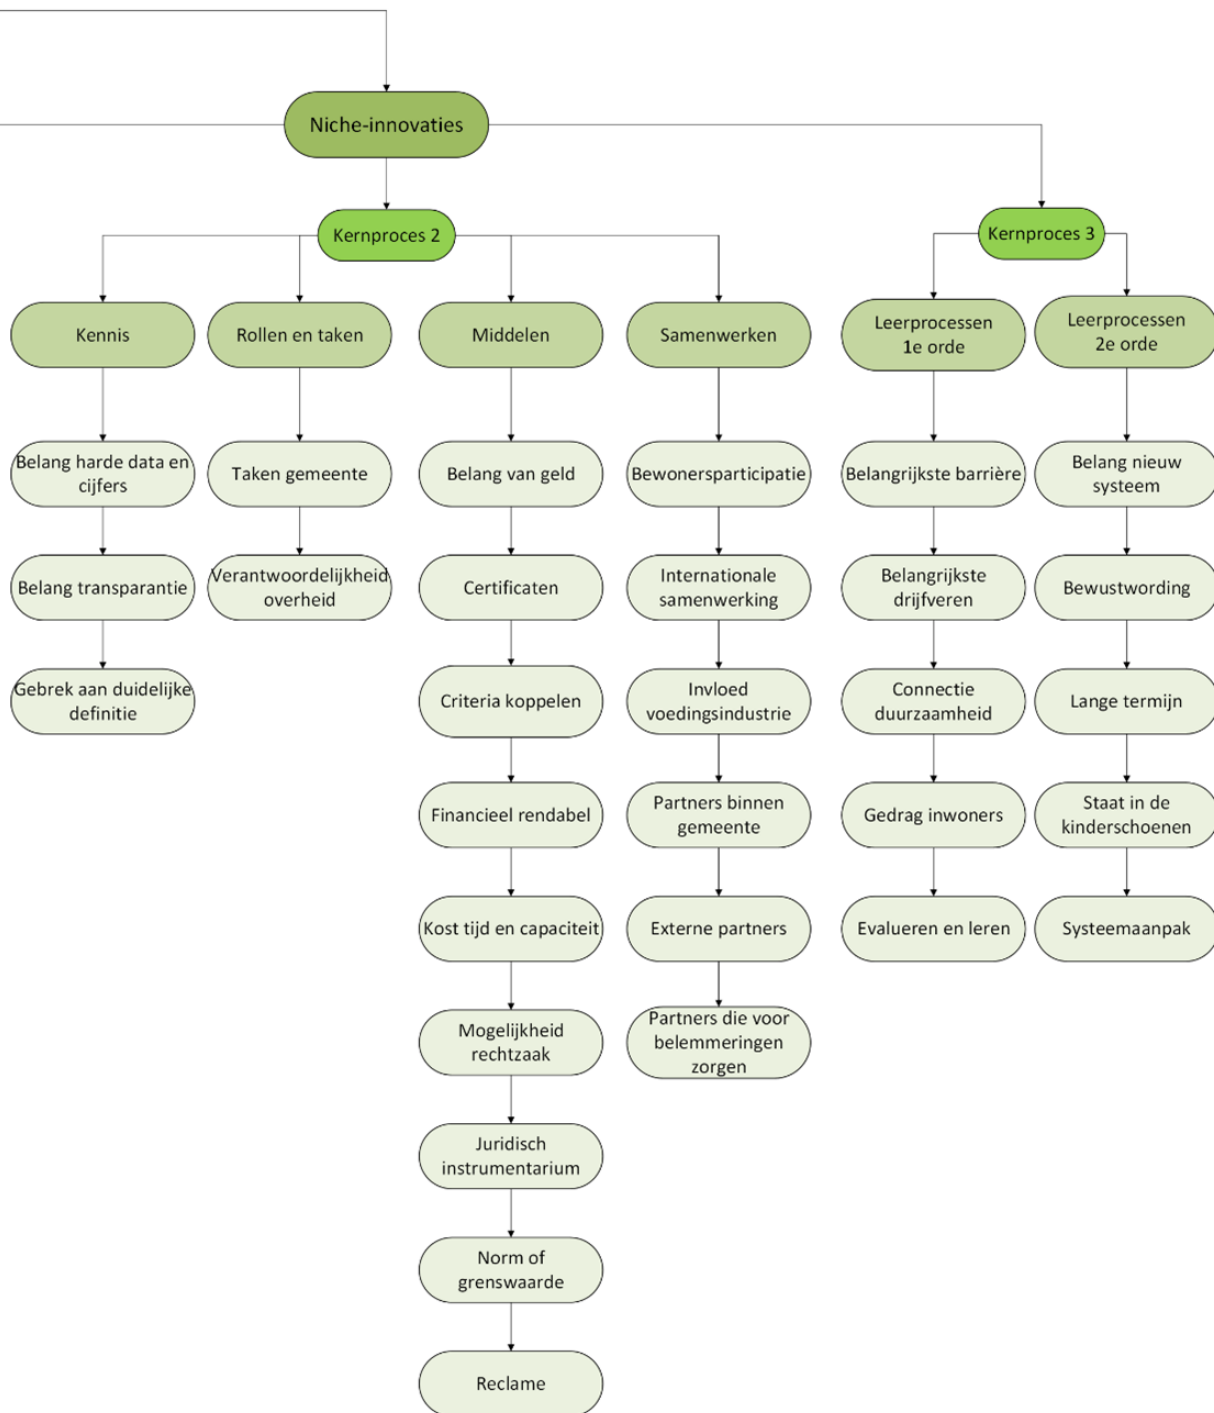 Niche-innovaties
Kernproces 2
Kernproces 3
Kennis
Rollen en taken
Middelen
Samenwerken
Leerprocessen
1e orde
Leerprocessen
2e orde
Belang harde data en
cijfers
Belang transparantie
Gebrek aan duidelijke
definitie
Taken gemeente
Verantwoordelijkheid
overheid
Belang van geld
Certificaten
Criteria koppelen
Financieel rendabel
Kost tijd en capaciteit
Mogelijkheid
rechtzaak
Juridisch
instrumentarium
Norm of
grenswaarde
Reclame
Bewonersparticipatie
Internationale
samenwerking
Invloed
voedingsindustrie
Partners binnen
gemeente
Externe partners
Partners die voor
belemmeringen
zorgen
Belangrijkste barrière
Belangrijkste
drijfveren
Connectie
duurzaamheid
Gedrag inwoners
Evalueren en leren
Belang nieuw
systeem
Bewustwording
Lange termijn
Staat in de
kinderschoenen
Systeemaanpak